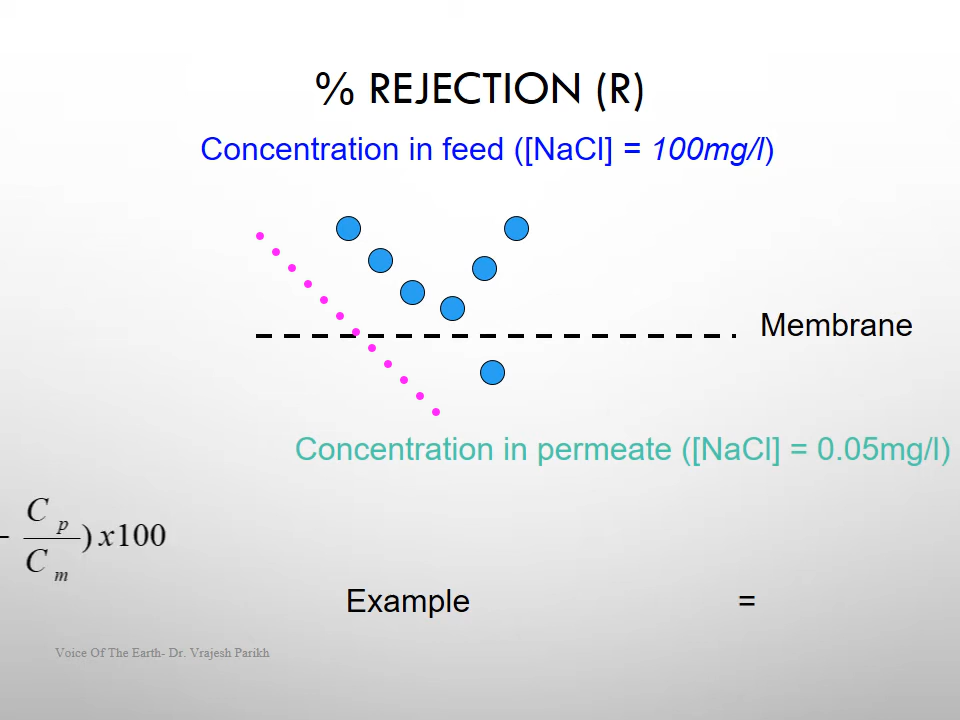 % REJECTION (R)
Concentration in feed ([NaCl] = 100mg/l)
Membrane
Concentration in permeate ([NaCl] = 0.05mg/l)
- C p / C m ) x100
Example =
Voice Of The Earth- Dr. Vrajesh Parikh